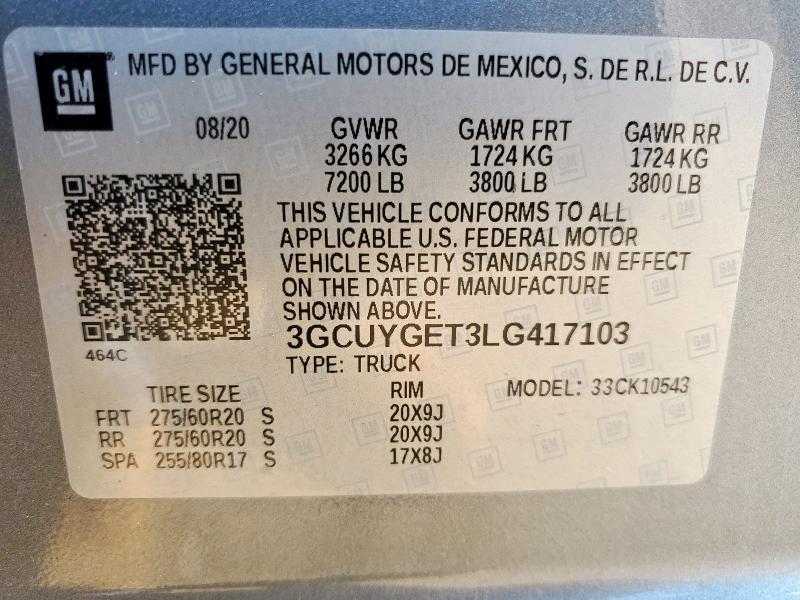 GM MFD BY GENERAL MOTORS DE MEXICO, S. DE R.L. DE C.V.
08/20 GVWR GAWR FRT GAWR RR
3266 KG 1724 KG 1724 KG
7200 LB 3800 LB 3800 LB
THIS VEHICLE CONFORMS TO ALL
APPLICABLE U.S. FEDERAL MOTOR
VEHICLE SAFETY STANDARDS IN EFFECT
ON THE DATE OF MANUFACTURE
SHOWN ABOVE.
3GCUYGET3LG417103
464C
TYPE: TRUCK
TIRE SIZE RIM MODEL: 33CK10543
FRT 275/60R20 S 20X9J
RR 275/60R20 S 20X9J
SPA 255/80R17 S 17X8J